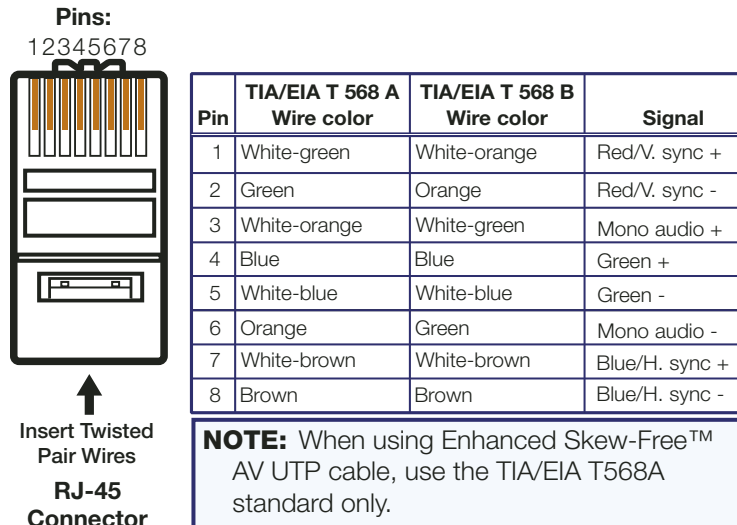 Pins:
12345678
Insert Twisted
Pair Wires
RJ-45
Connector
Pin TIA/EIA T 568 A Wire color TIA/EIA T 568 B Wire color Signal
1 White-green White-orange Red/V. sync +
2 Green Orange Red/V. sync -
3 White-orange White-green Mono audio +
4 Blue Blue Green +
5 White-blue White-blue Green -
6 Orange Green Mono audio -
7 White-brown White-brown Blue/H. sync +
8 Brown Brown Blue/H. sync -
NOTE: When using Enhanced Skew-Free™
AV UTP cable, use the TIA/EIA T568A
standard only.